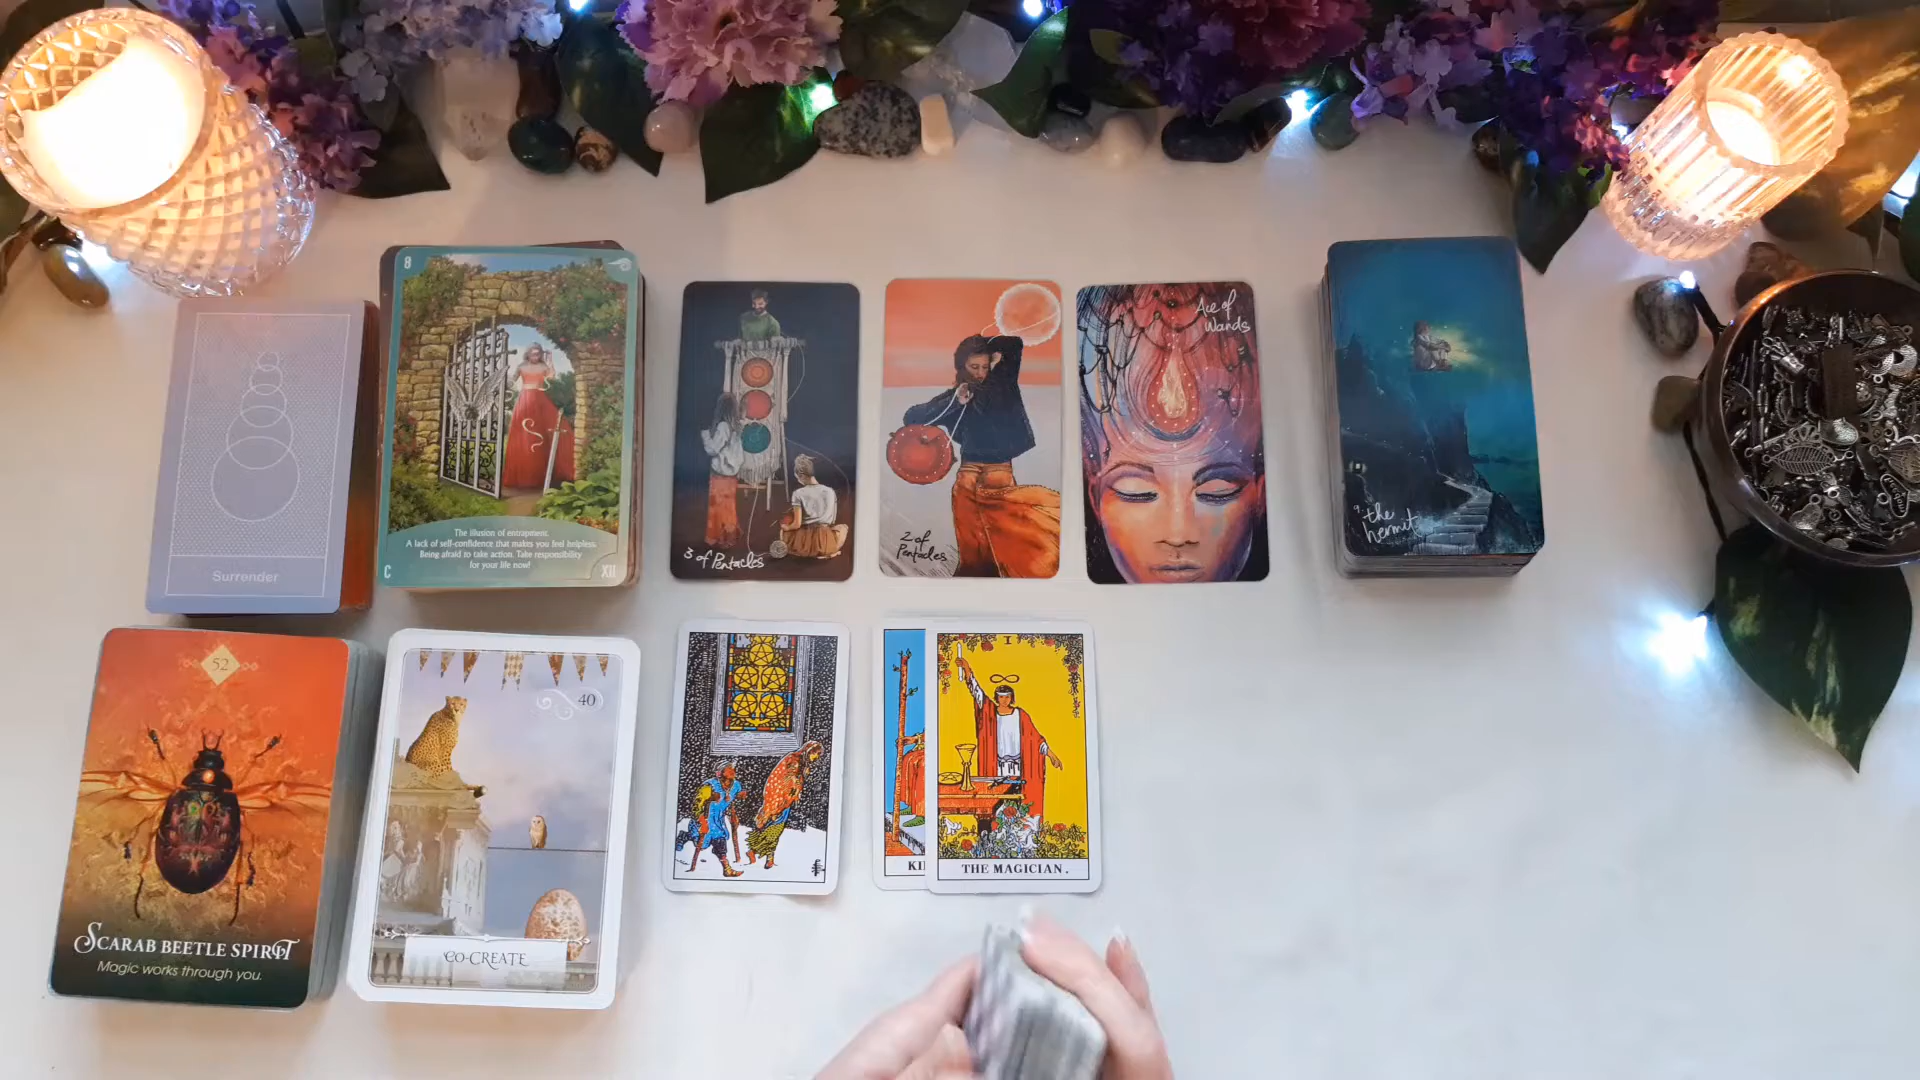 Surrender
8
The illusion of entrapment.
A lack of self-confidence that makes you feel helpless.
Being afraid to take action. Take responsibility
for your life now!
C
XII
3 of Pentacles
2 of
Pentacles
Ace of
Wands
9 the
hermit
52
SCARAB BEETLE SPIRIT
Magic works through you.
40
CO-CREATE
KI
I
THE MAGICIAN.